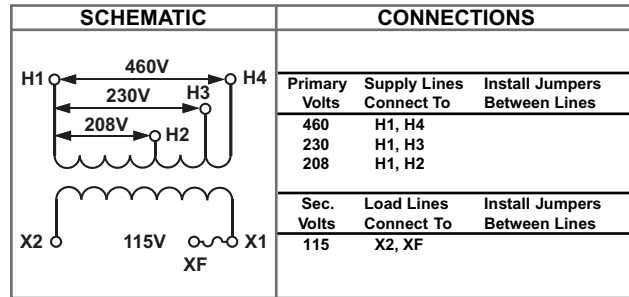 SCHEMATIC
CONNECTIONS
460V
H1
H4
230V
H3
208V
H2
X2
115V
X1
XF
Primary Supply Lines Install Jumpers
Volts Connect To Between Lines
460 H1, H4
230 H1, H3
208 H1, H2
Sec. Load Lines Install Jumpers
Volts Connect To Between Lines
115 X2, XF